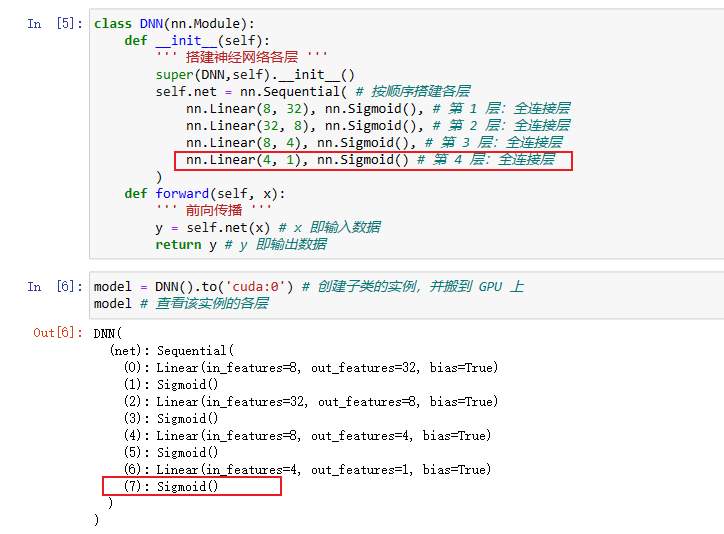 In [5]: class DNN(nn.Module):
def __init__(self):
''' 搭建神经网络各层 '''
super(DNN,self).__init__()
self.net = nn.Sequential( # 按顺序搭建各层
nn.Linear(8, 32), nn.Sigmoid(), # 第 1 层：全连接层
nn.Linear(32, 8), nn.Sigmoid(), # 第 2 层：全连接层
nn.Linear(8, 4), nn.Sigmoid(), # 第 3 层：全连接层
nn.Linear(4, 1), nn.Sigmoid() # 第 4 层：全连接层
)
def forward(self, x):
''' 前向传播 '''
y = self.net(x) # x 即输入数据
return y # y 即输出数据
In [6]: model = DNN().to('cuda:0') # 创建子类的实例，并搬到 GPU 上
model # 查看该实例的各层
Out[6]: DNN(
(net): Sequential(
(0): Linear(in_features=8, out_features=32, bias=True)
(1): Sigmoid()
(2): Linear(in_features=32, out_features=8, bias=True)
(3): Sigmoid()
(4): Linear(in_features=8, out_features=4, bias=True)
(5): Sigmoid()
(6): Linear(in_features=4, out_features=1, bias=True)
(7): Sigmoid()
)
)